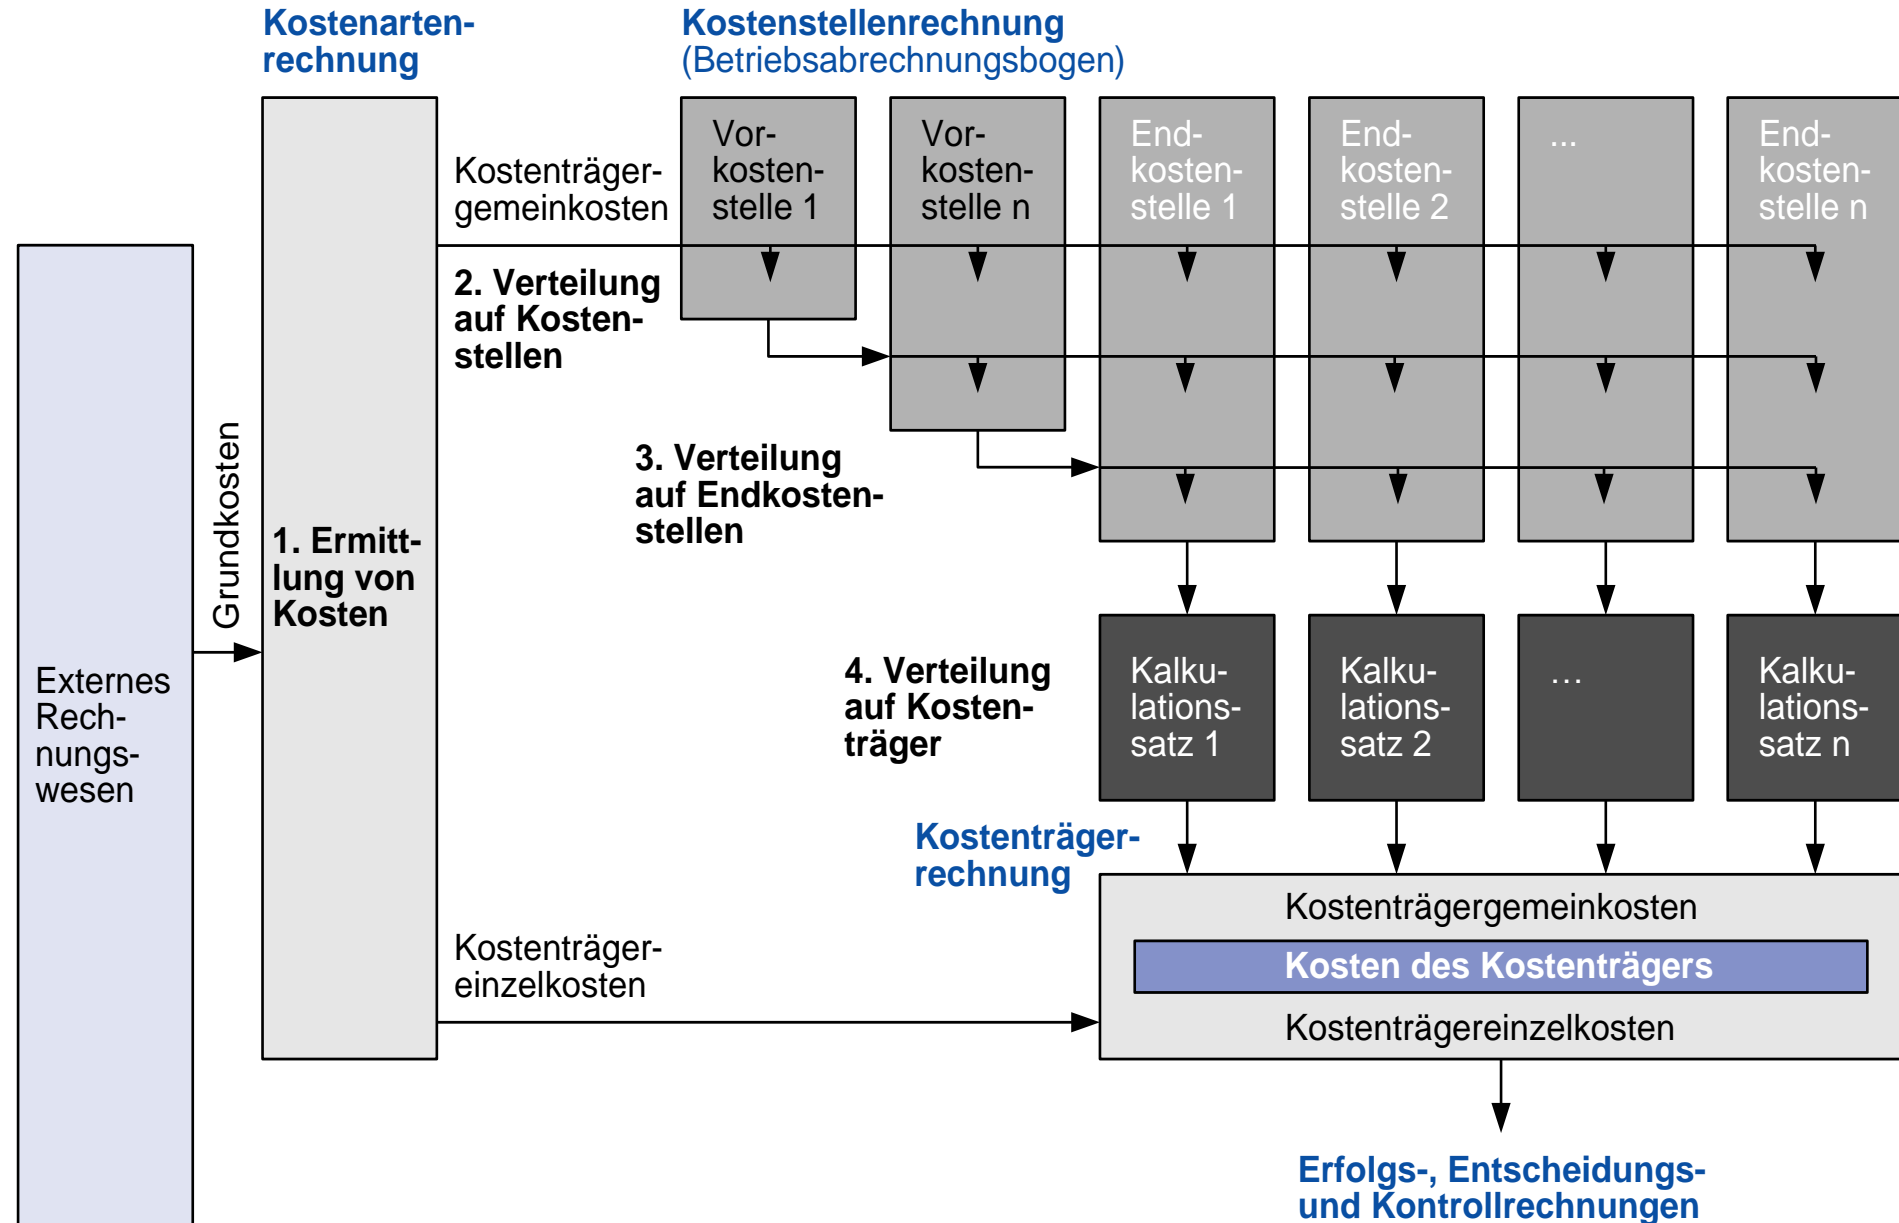 Kostenarten-
rechnung
Kostenstellenrechnung
(Betriebsabrechnungsbogen)
Kostenträger-
gemeinkosten
Vor-
kosten-
stelle 1
Vor-
kosten-
stelle n
End-
kosten-
stelle 1
End-
kosten-
stelle 2
...
End-
kosten-
stelle n
2. Verteilung
auf Kosten-
stellen
3. Verteilung
auf Endkosten-
stellen
Grundkosten
1. Ermitt-
lung von
Kosten
Externes
Rech-
nungs-
wesen
4. Verteilung
auf Kosten-
träger
Kalku-
lations-
satz 1
Kalku-
lations-
satz 2
…
Kalku-
lations-
satz n
Kostenträger-
rechnung
Kostenträger-
einzelkosten
Kostenträgergemeinkosten
Kosten des Kostenträgers
Kostenträgereinzelkosten
Erfolgs-, Entscheidungs-
und Kontrollrechnungen